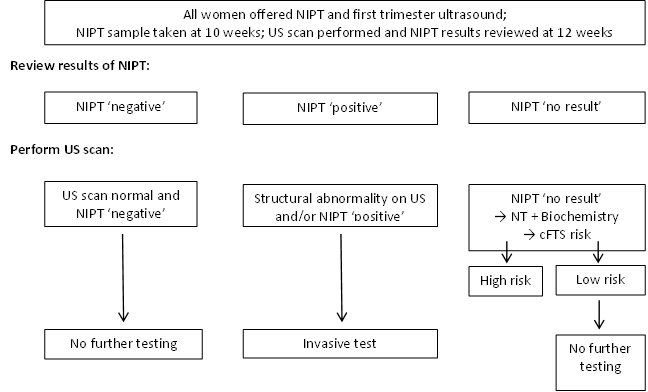 All women offered NIPT and first trimester ultrasound;
NIPT sample taken at 10 weeks; US scan performed and NIPT results reviewed at 12 weeks
Review results of NIPT:
NIPT ‘negative’
NIPT ‘positive’
NIPT ‘no result’
Perform US scan:
US scan normal and
NIPT ‘negative’
Structural abnormality on US
and/or NIPT ‘positive’
NIPT ‘no result’
→ NT + Biochemistry
→ cFTS risk
High risk
Low risk
No further testing
Invasive test
No further
testing